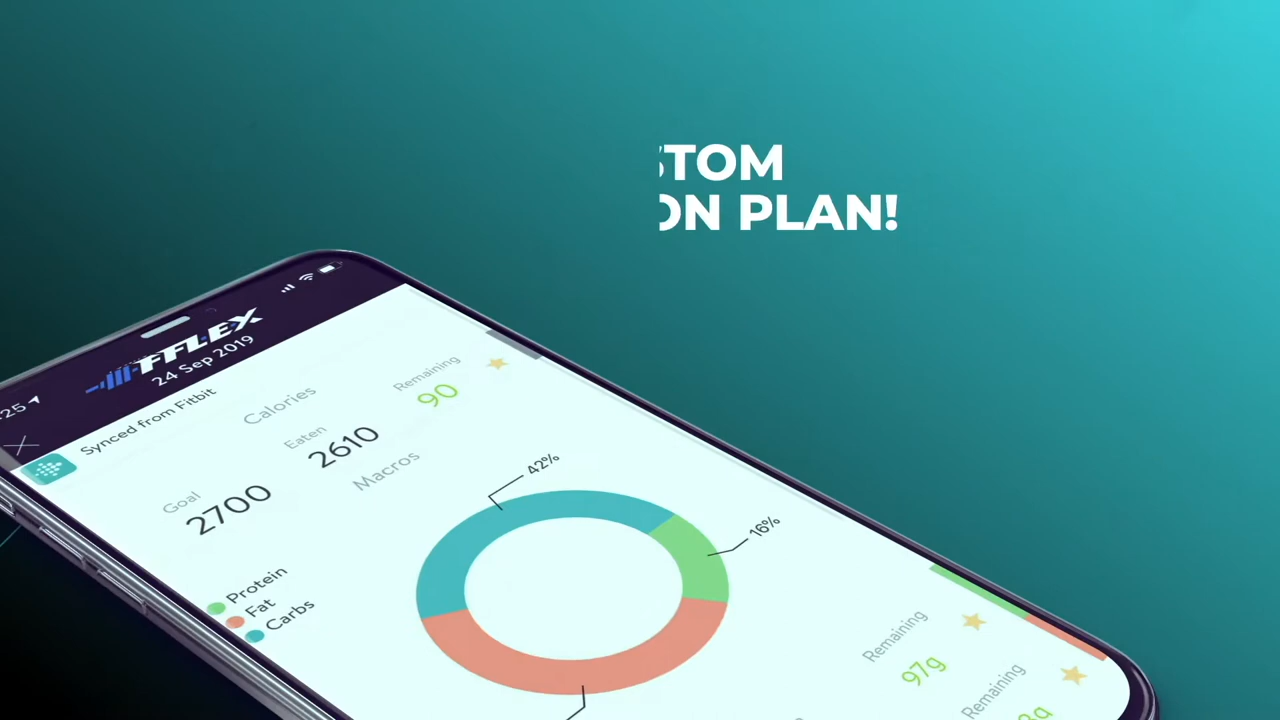 STOM
ON PLAN!
FFLEX
24 Sep 2019
:25
Synced from Fitbit
Calories
Goal
2700
Eaten
2610
Remaining
90
Macros
42%
16%
Protein
Fat
Carbs
Remaining
97g
Remaining